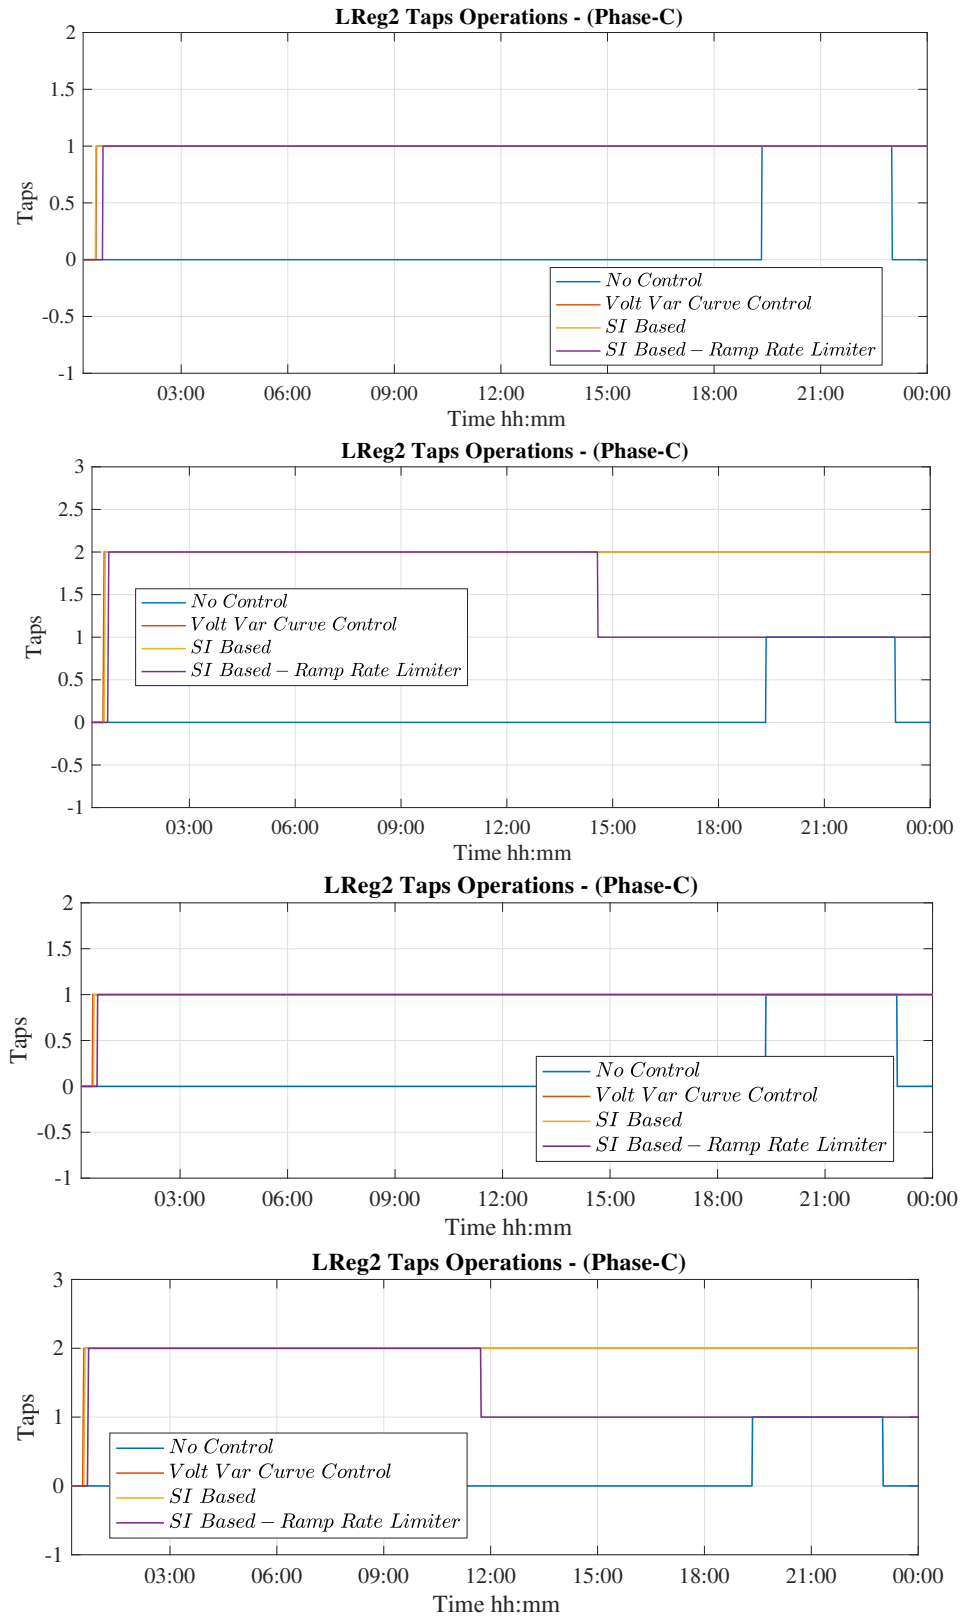 LReg2 Taps Operations - (Phase-C)
2
1.5
1
0.5
0
-0.5
-1
Taps
No Control
Volt Var Curve Control
SI Based
SI Based – Ramp Rate Limiter
03:00 06:00 09:00 12:00 15:00 18:00 21:00 00:00
Time hh:mm
LReg2 Taps Operations - (Phase-C)
3
2.5
2
1.5
1
0.5
0
-0.5
-1
Taps
No Control
Volt Var Curve Control
SI Based
SI Based – Ramp Rate Limiter
03:00 06:00 09:00 12:00 15:00 18:00 21:00 00:00
Time hh:mm
LReg2 Taps Operations - (Phase-C)
2
1.5
1
0.5
0
-0.5
-1
Taps
No Control
Volt Var Curve Control
SI Based
SI Based – Ramp Rate Limiter
03:00 06:00 09:00 12:00 15:00 18:00 21:00 00:00
Time hh:mm
LReg2 Taps Operations - (Phase-C)
3
2
1
0
-1
Taps
No Control
Volt Var Curve Control
SI Based
SI Based – Ramp Rate Limiter
03:00 06:00 09:00 12:00 15:00 18:00 21:00 00:00
Time hh:mm